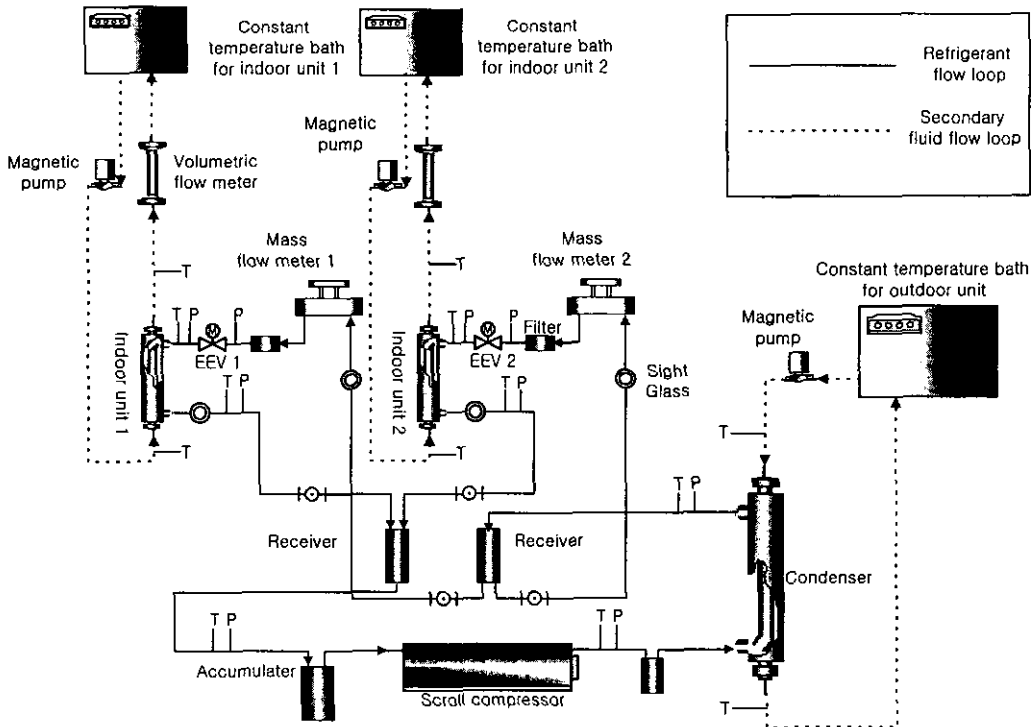 Constant
temperature bath
for indoor unit 1
Constant
temperature bath
for indoor unit 2
Refrigerant
flow loop
Secondary
fluid flow loop
Magnetic
pump
Volumetric
flow meter
Magnetic
pump
T
Mass
flow meter 1
T
Mass
flow meter 2
Constant temperature bath
for outdoor unit
Magnetic
pump
T P
P
EEV 1
M
Indoor unit 1
T P
T
T P
P
Filter
EEV 2
M
Indoor unit 2
T P
T
Sight
Glass
T
T P
Receiver
Receiver
Condenser
T P
Accumulater
Scroll compressor
T P
T